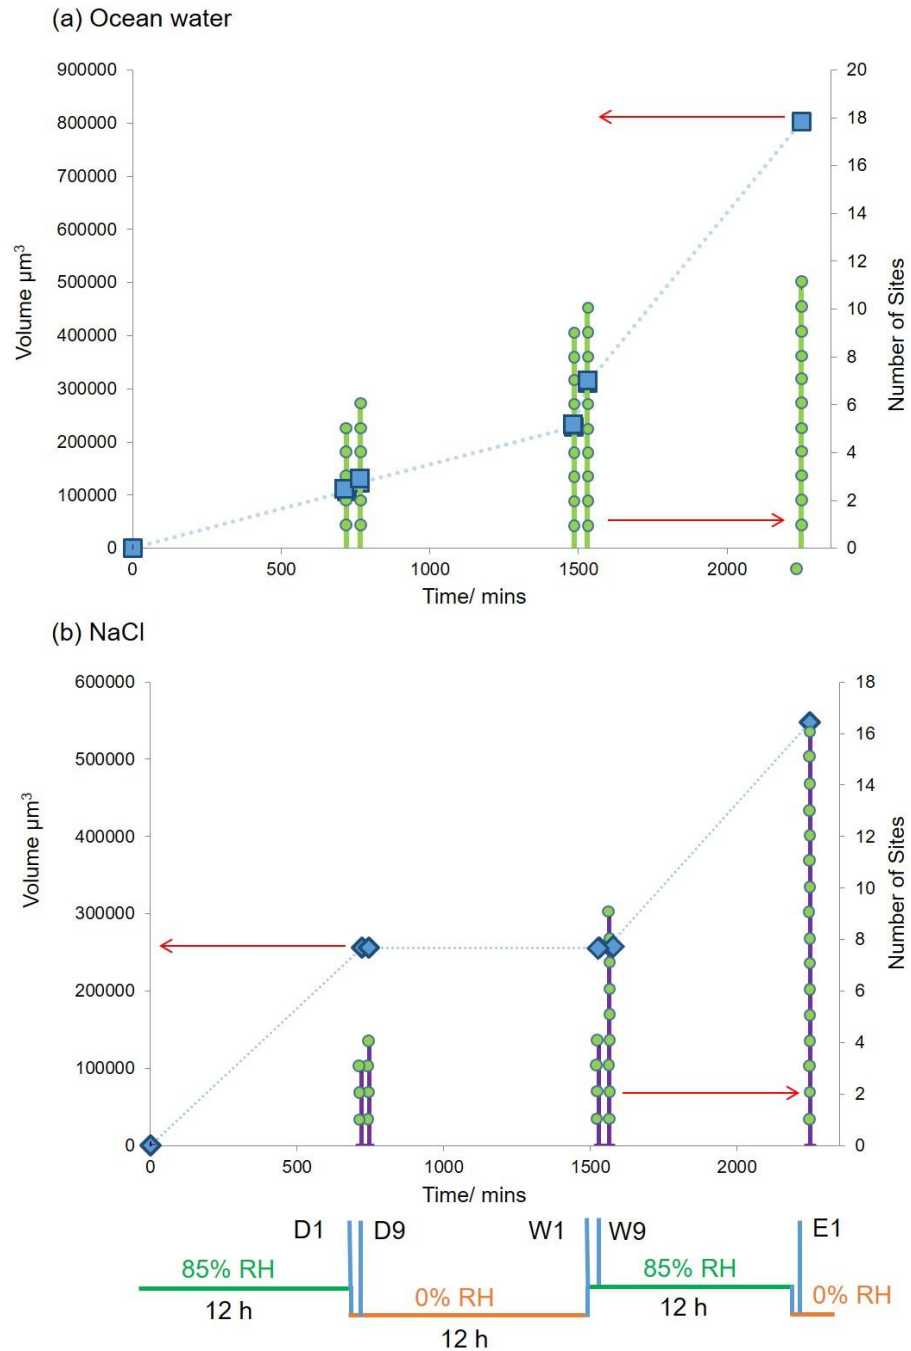 (a) Ocean water
900000
800000
700000
600000
500000
400000
300000
200000
100000
0
Volume µm³
20
18
16
14
12
10
8
6
4
2
0
Number of Sites
0 500 1000 1500 2000
Time/ mins
(b) NaCl
600000
500000
400000
300000
200000
100000
0
Volume µm³
18
16
14
12
10
8
6
4
2
0
Number of Sites
0 500 1000 1500 2000
Time/ mins
D1 D9 W1 W9 E1
85% RH 0% RH 85% RH 0% RH
12 h 12 h 12 h